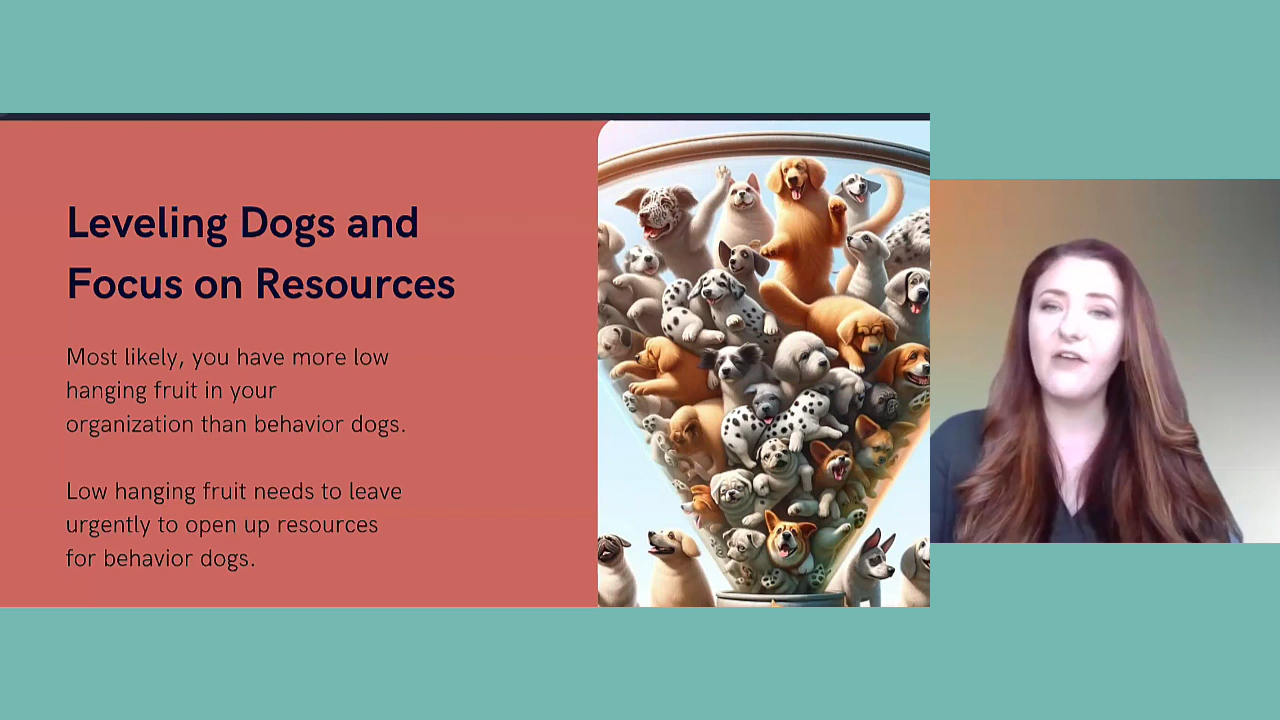 Leveling Dogs and
Focus on Resources
Most likely, you have more low
hanging fruit in your
organization than behavior dogs.
Low hanging fruit needs to leave
urgently to open up resources
for behavior dogs.